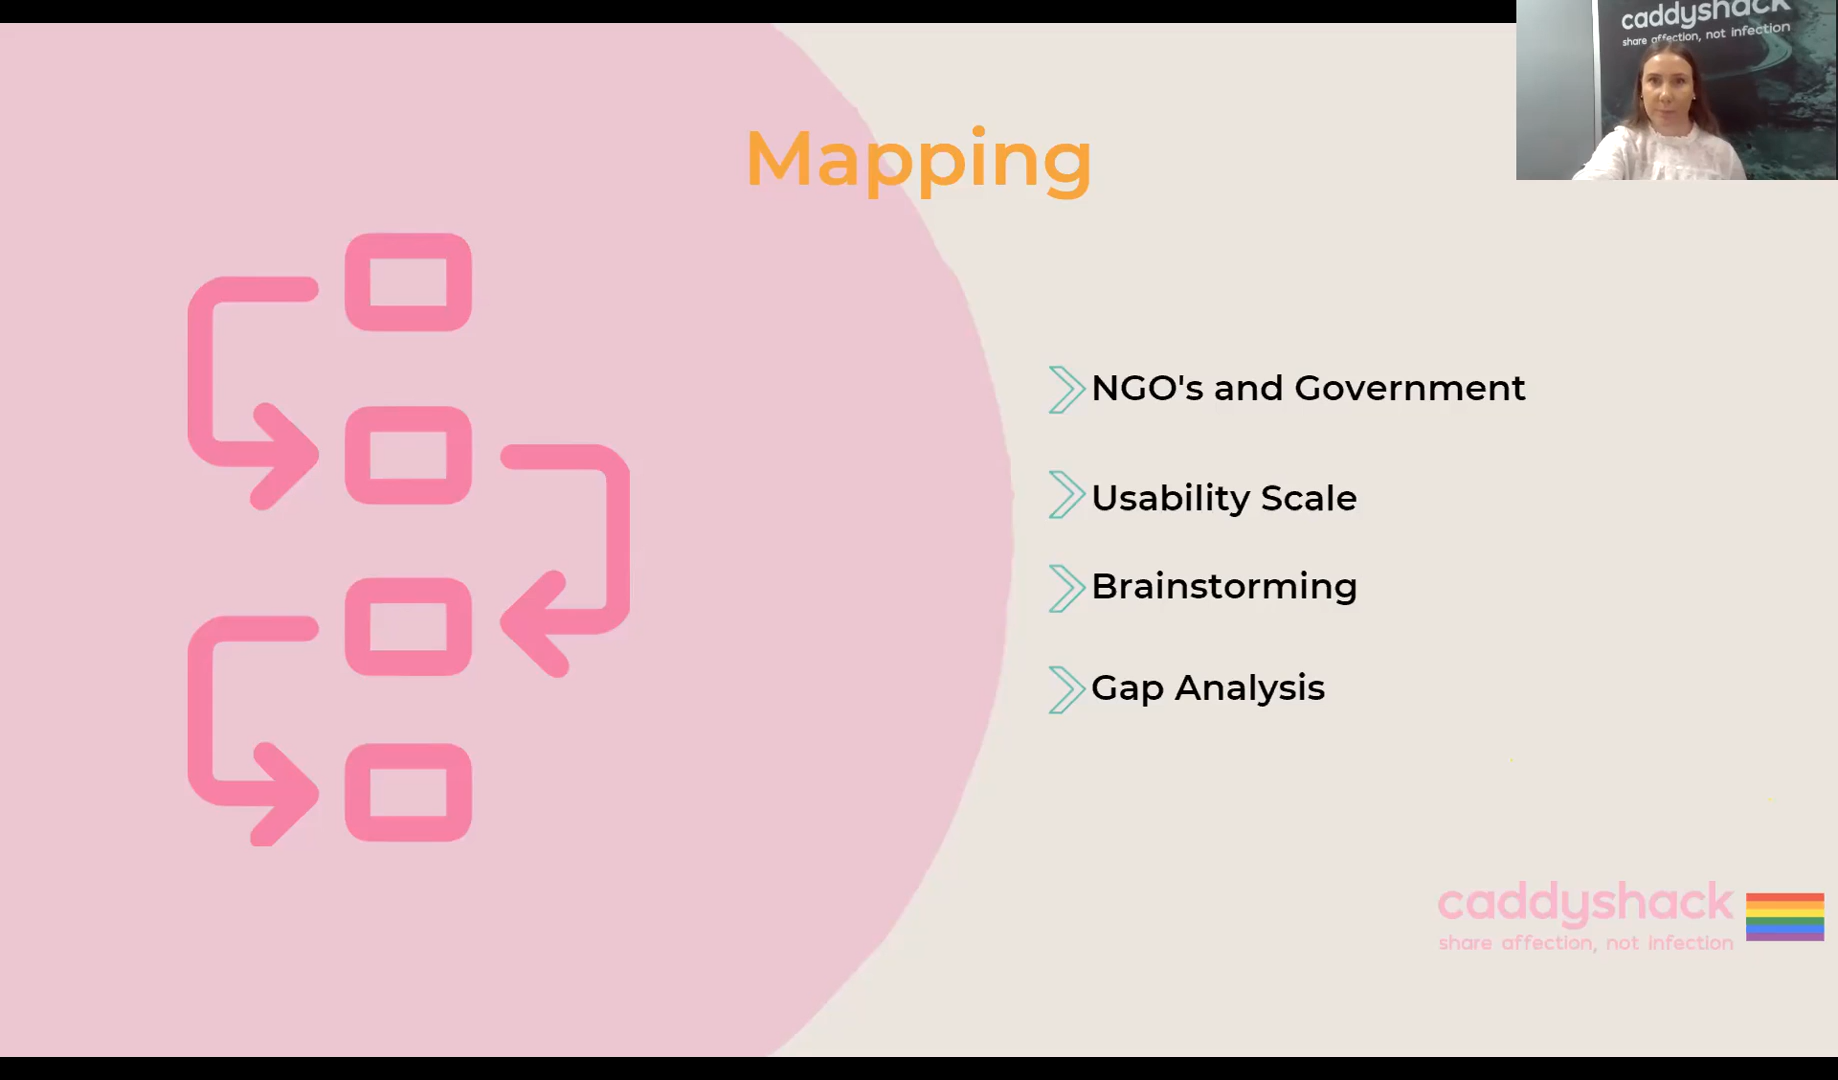 caddyshack
share affection, not infection
Mapping
NGO's and Government
Usability Scale
Brainstorming
Gap Analysis
caddyshack
share affection, not infection